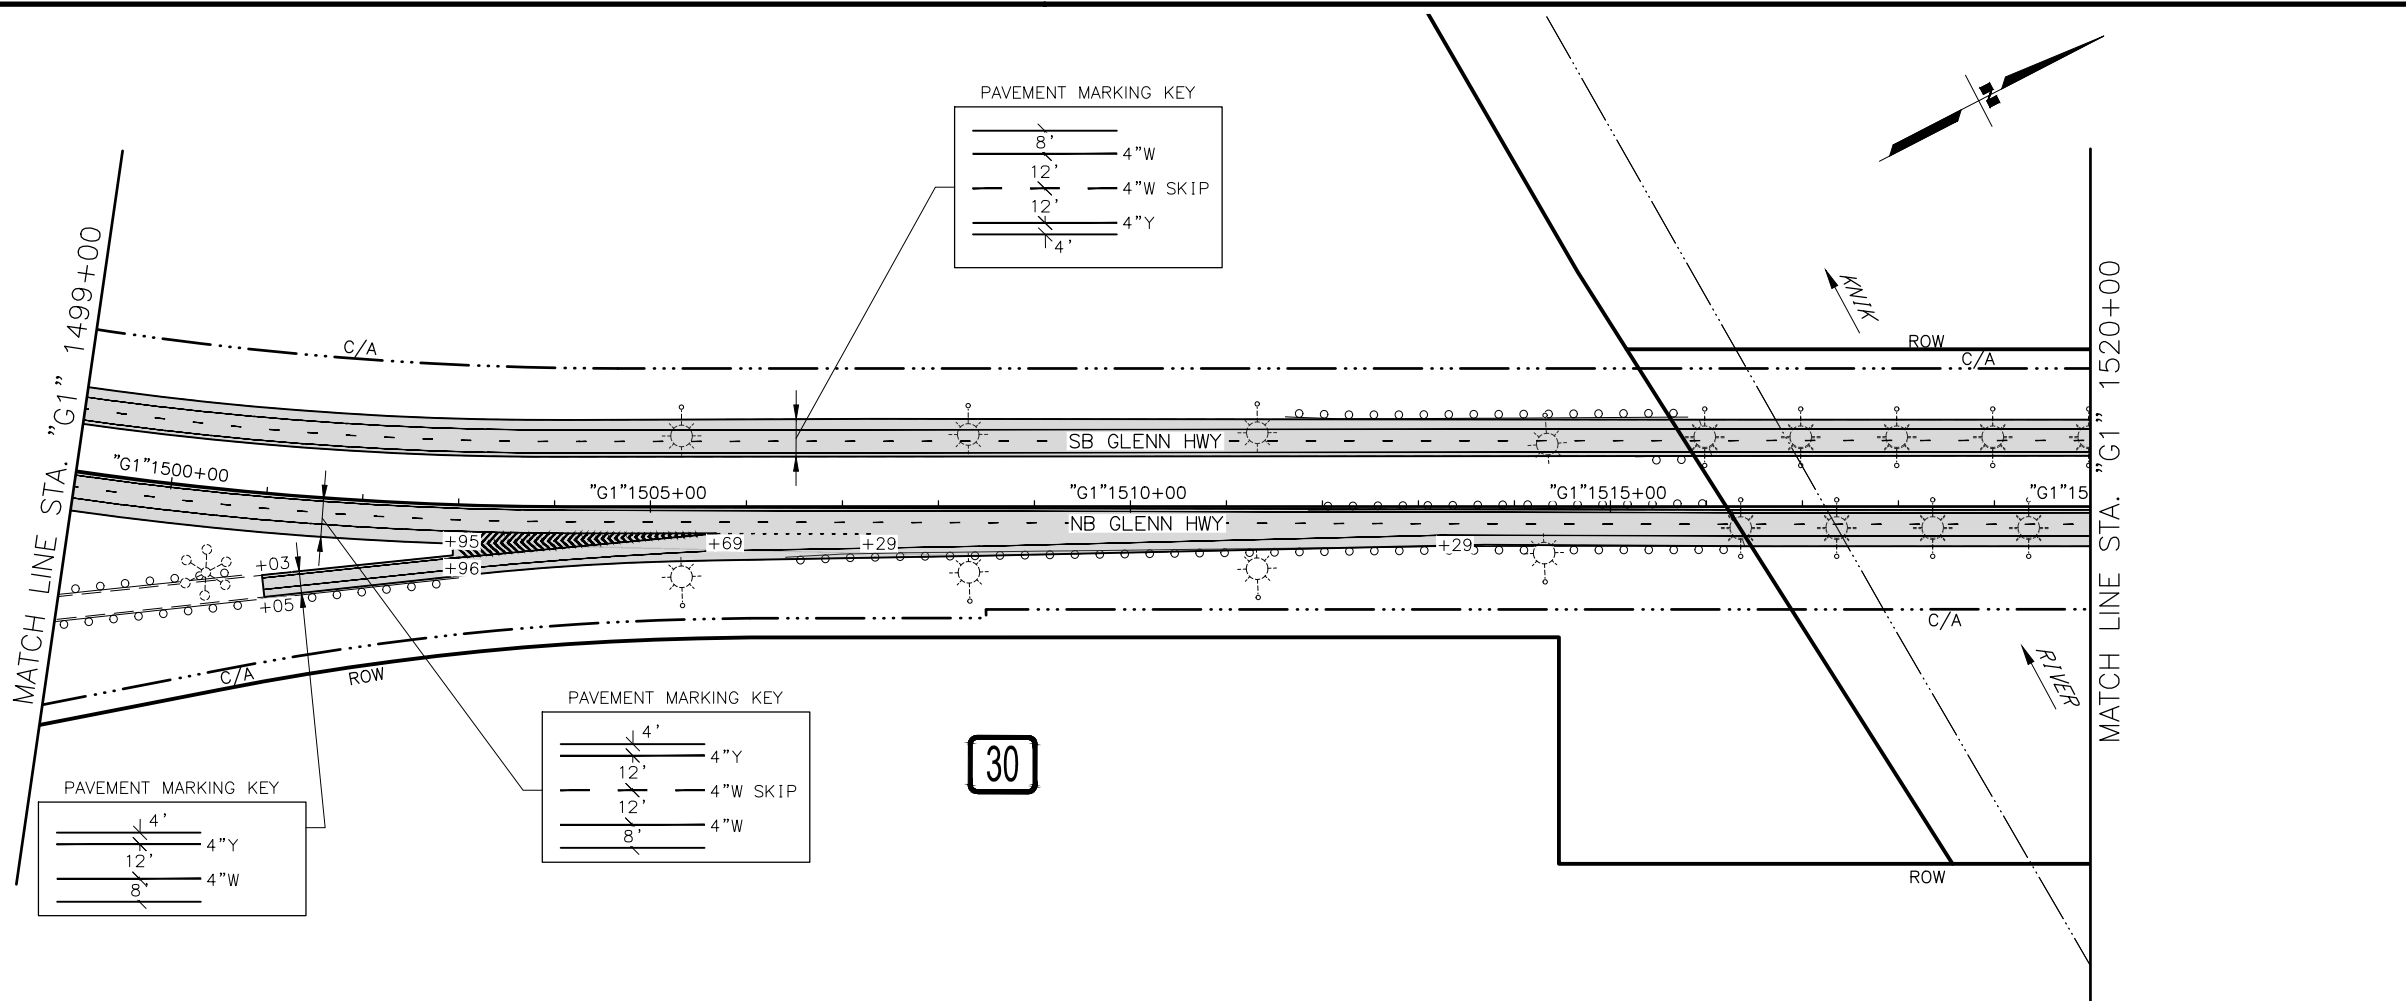 PAVEMENT MARKING KEY
8'
4"W
12'
4"W SKIP
12'
4"Y
4'
MATCH LINE STA. "G1" 1499+00
C/A
KNIK
ROW
C/A
MATCH LINE STA. "G1" 1520+00
SB GLENN HWY
"G1"1500+00
"G1"1505+00
"G1"1510+00
"G1"1515+00
"G1"15
NB GLENN HWY
+95
+69
+29
+29
+03
+96
+05
C/A
ROW
C/A
RIVER
PAVEMENT MARKING KEY
4'
4"Y
12'
4"W SKIP
12'
4"W
8'
30
PAVEMENT MARKING KEY
4'
4"Y
12'
4"W
8'
ROW
N